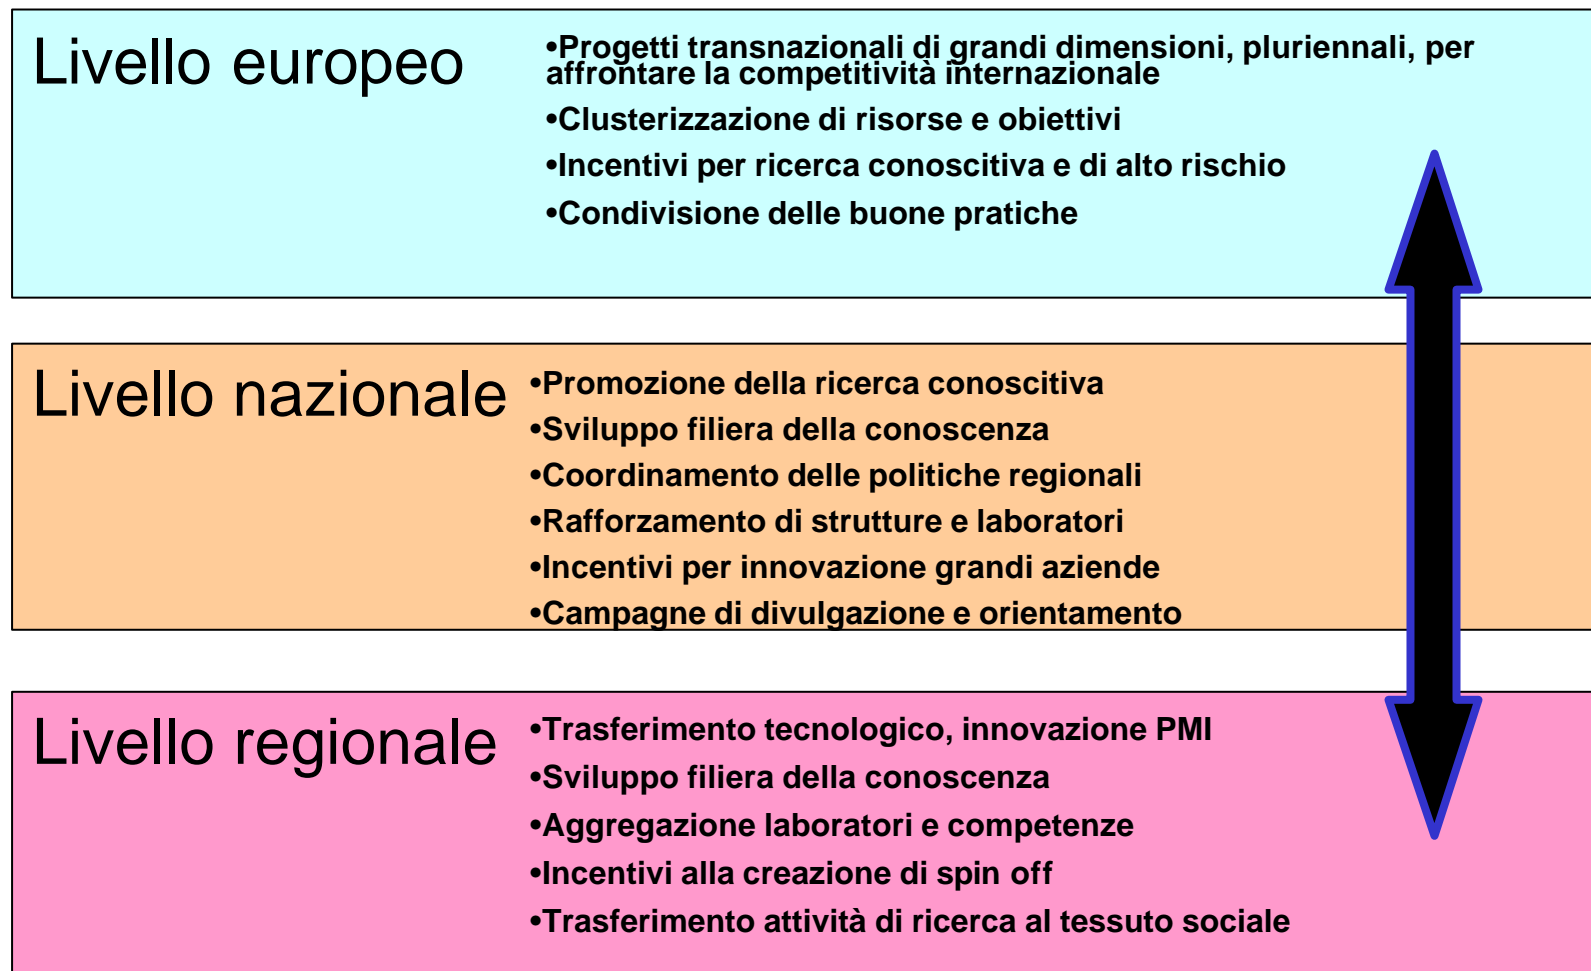 Livello europeo
•Progetti transnazionali di grandi dimensioni, pluriennali, per
affrontare la competitività internazionale
•Clusterizzazione di risorse e obiettivi
•Incentivi per ricerca conoscitiva e di alto rischio
•Condivisione delle buone pratiche
Livello nazionale
•Promozione della ricerca conoscitiva
•Sviluppo filiera della conoscenza
•Coordinamento delle politiche regionali
•Rafforzamento di strutture e laboratori
•Incentivi per innovazione grandi aziende
•Campagne di divulgazione e orientamento
Livello regionale
•Trasferimento tecnologico, innovazione PMI
•Sviluppo filiera della conoscenza
•Aggregazione laboratori e competenze
•Incentivi alla creazione di spin off
•Trasferimento attività di ricerca al tessuto sociale